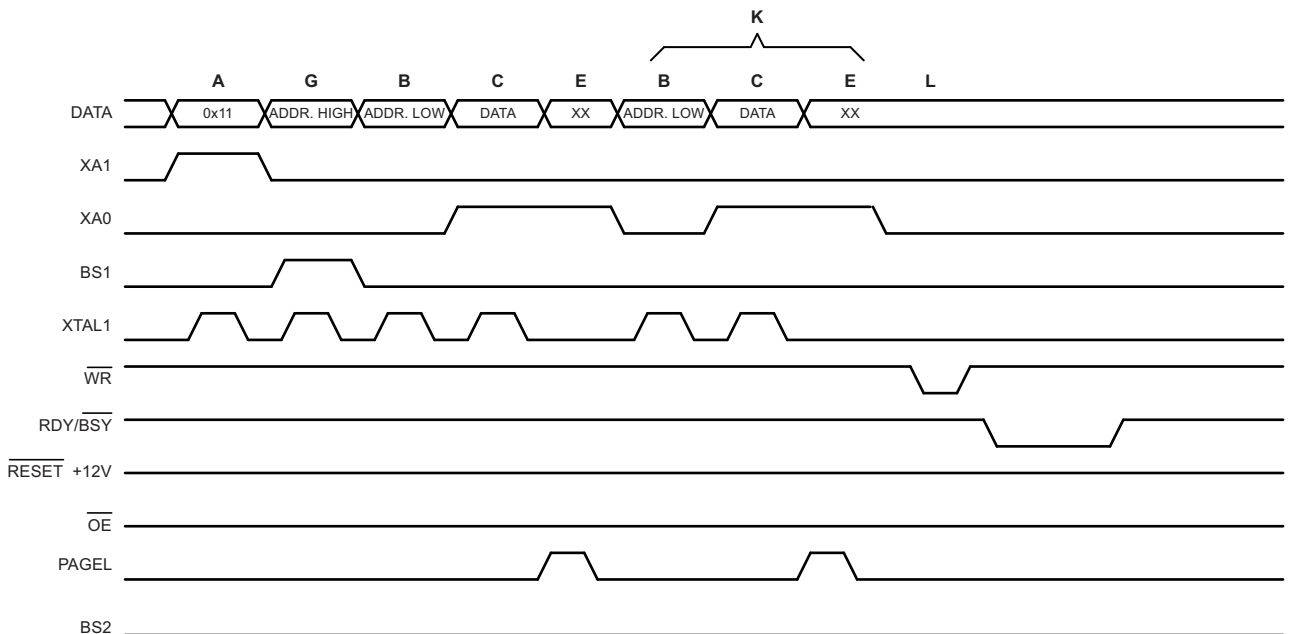 K
A G B C E B C E L
DATA 0x11 ADDR. HIGH ADDR. LOW DATA XX ADDR. LOW DATA XX
XA1
XA0
BS1
XTAL1
WR
RDY/BSY
RESET +12V
OE
PAGEL
BS2